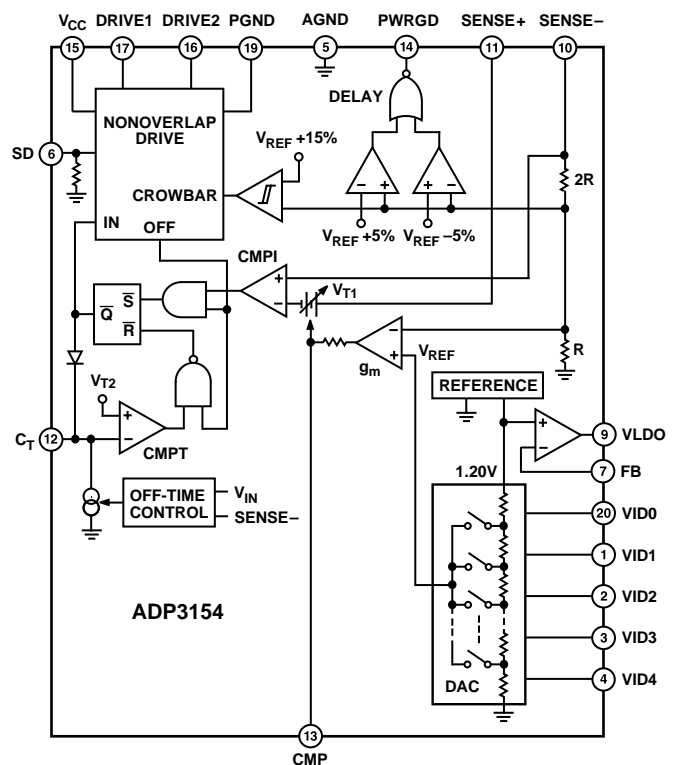 VCC DRIVE1 DRIVE2 PGND AGND PWRGD SENSE+ SENSE–
15 17 16 19 5 14 11 10
DELAY
NONOVERLAP
DRIVE
VREF +15%
SD 6
2R
CROWBAR
– + + –
IN
OFF
VREF +5% VREF –5%
CMPI
+
VT1
S
–
Q
R
–
R
VREF
+
gm
VT2
REFERENCE
+
+
9 VLDO
CT 12
–
–
CMPT
7 FB
1.20V
OFF-TIME
CONTROL
VIN
SENSE–
20 VID0
1 VID1
ADP3154
2 VID2
3 VID3
4 VID4
DAC
13
CMP